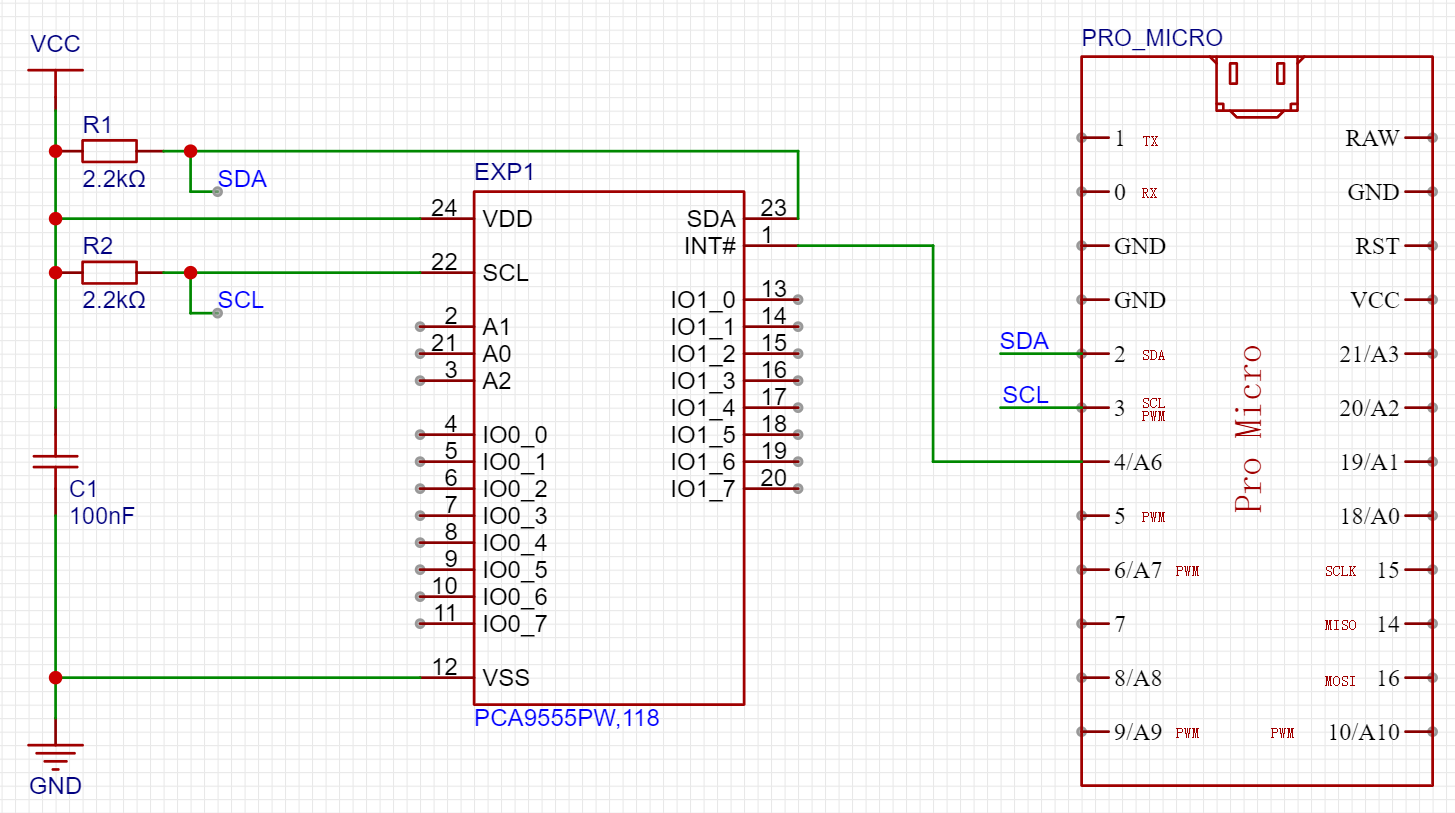 VCC
R1
2.2kΩ
SDA
R2
2.2kΩ
SCL
C1
100nF
GND
EXP1
24 VDD
22 SCL
2 A1
21 A0
3 A2
4 IO0_0
5 IO0_1
6 IO0_2
7 IO0_3
8 IO0_4
9 IO0_5
10 IO0_6
11 IO0_7
12 VSS
SDA 23
INT# 1
IO1_0 13
IO1_1 14
IO1_2 15
IO1_3 16
IO1_4 17
IO1_5 18
IO1_6 19
IO1_7 20
PCA9555PW,118
SDA
SCL
PRO_MICRO
1 TX
0 RX
GND
GND
2 SDA
3 SCL
PWM
4/A6
5 PWM
6/A7 PWM
7
8/A8
9/A9 PWM
Pro Micro
RAW
GND
RST
VCC
21/A3
20/A2
19/A1
18/A0
SCLK 15
MISO 14
MOSI 16
PWM 10/A10